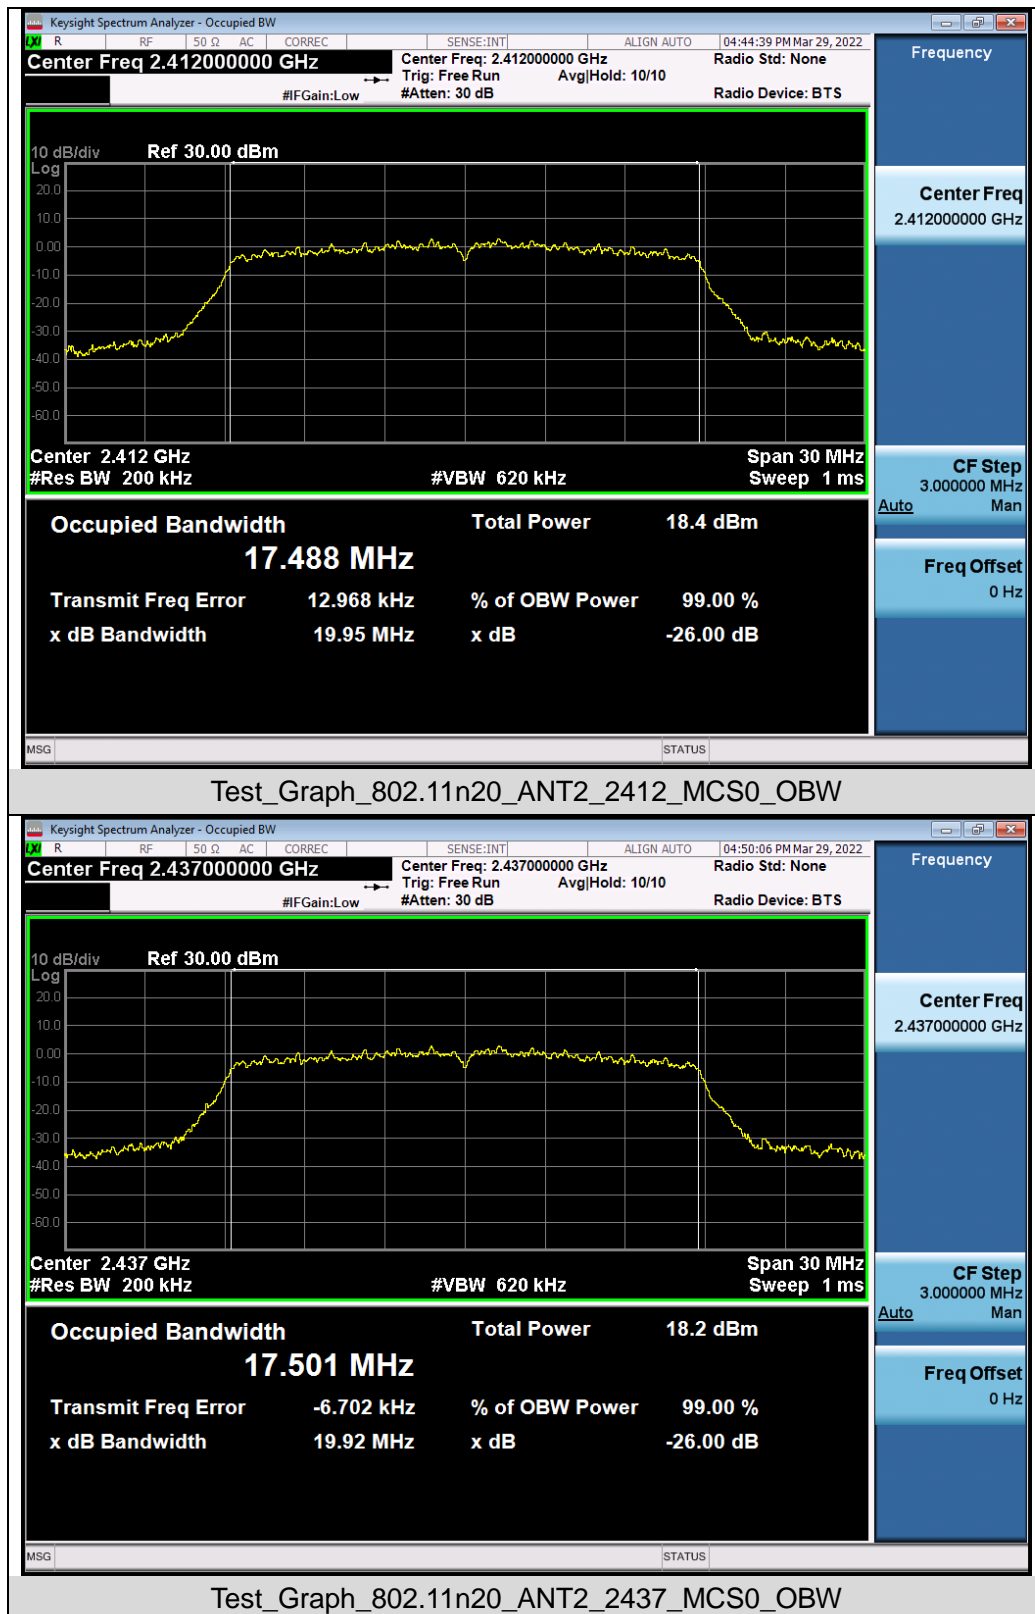 Keysight Spectrum Analyzer - Occupied BW
LXI R RF 50 Ω AC CORREC SENSE:INT ALIGN AUTO 04:44:39 PM Mar 29, 2022
Center Freq 2.412000000 GHz
Center Freq: 2.412000000 GHz
Radio Std: None
Trig: Free Run Avg|Hold: 10/10
#IFGain:Low #Atten: 30 dB Radio Device: BTS
10 dB/div Ref 30.00 dBm
Log
20.0
10.0
0.00
-10.0
-20.0
-30.0
-40.0
-50.0
-60.0
Center 2.412 GHz Span 30 MHz
#Res BW 200 kHz #VBW 620 kHz Sweep 1 ms
Occupied Bandwidth Total Power 18.4 dBm
17.488 MHz
Transmit Freq Error 12.968 kHz % of OBW Power 99.00 %
x dB Bandwidth 19.95 MHz x dB -26.00 dB
MSG STATUS
Frequency
Center Freq
2.412000000 GHz
CF Step
3.000000 MHz
Auto Man
Freq Offset
0 Hz
Test_Graph_802.11n20_ANT2_2412_MCS0_OBW
Keysight Spectrum Analyzer - Occupied BW
LXI R RF 50 Ω AC CORREC SENSE:INT ALIGN AUTO 04:50:06 PM Mar 29, 2022
Center Freq 2.437000000 GHz
Center Freq: 2.437000000 GHz
Radio Std: None
Trig: Free Run Avg|Hold: 10/10
#IFGain:Low #Atten: 30 dB Radio Device: BTS
10 dB/div Ref 30.00 dBm
Log
20.0
10.0
0.00
-10.0
-20.0
-30.0
-40.0
-50.0
-60.0
Center 2.437 GHz Span 30 MHz
#Res BW 200 kHz #VBW 620 kHz Sweep 1 ms
Occupied Bandwidth Total Power 18.2 dBm
17.501 MHz
Transmit Freq Error -6.702 kHz % of OBW Power 99.00 %
x dB Bandwidth 19.92 MHz x dB -26.00 dB
MSG STATUS
Frequency
Center Freq
2.437000000 GHz
CF Step
3.000000 MHz
Auto Man
Freq Offset
0 Hz
Test_Graph_802.11n20_ANT2_2437_MCS0_OBW